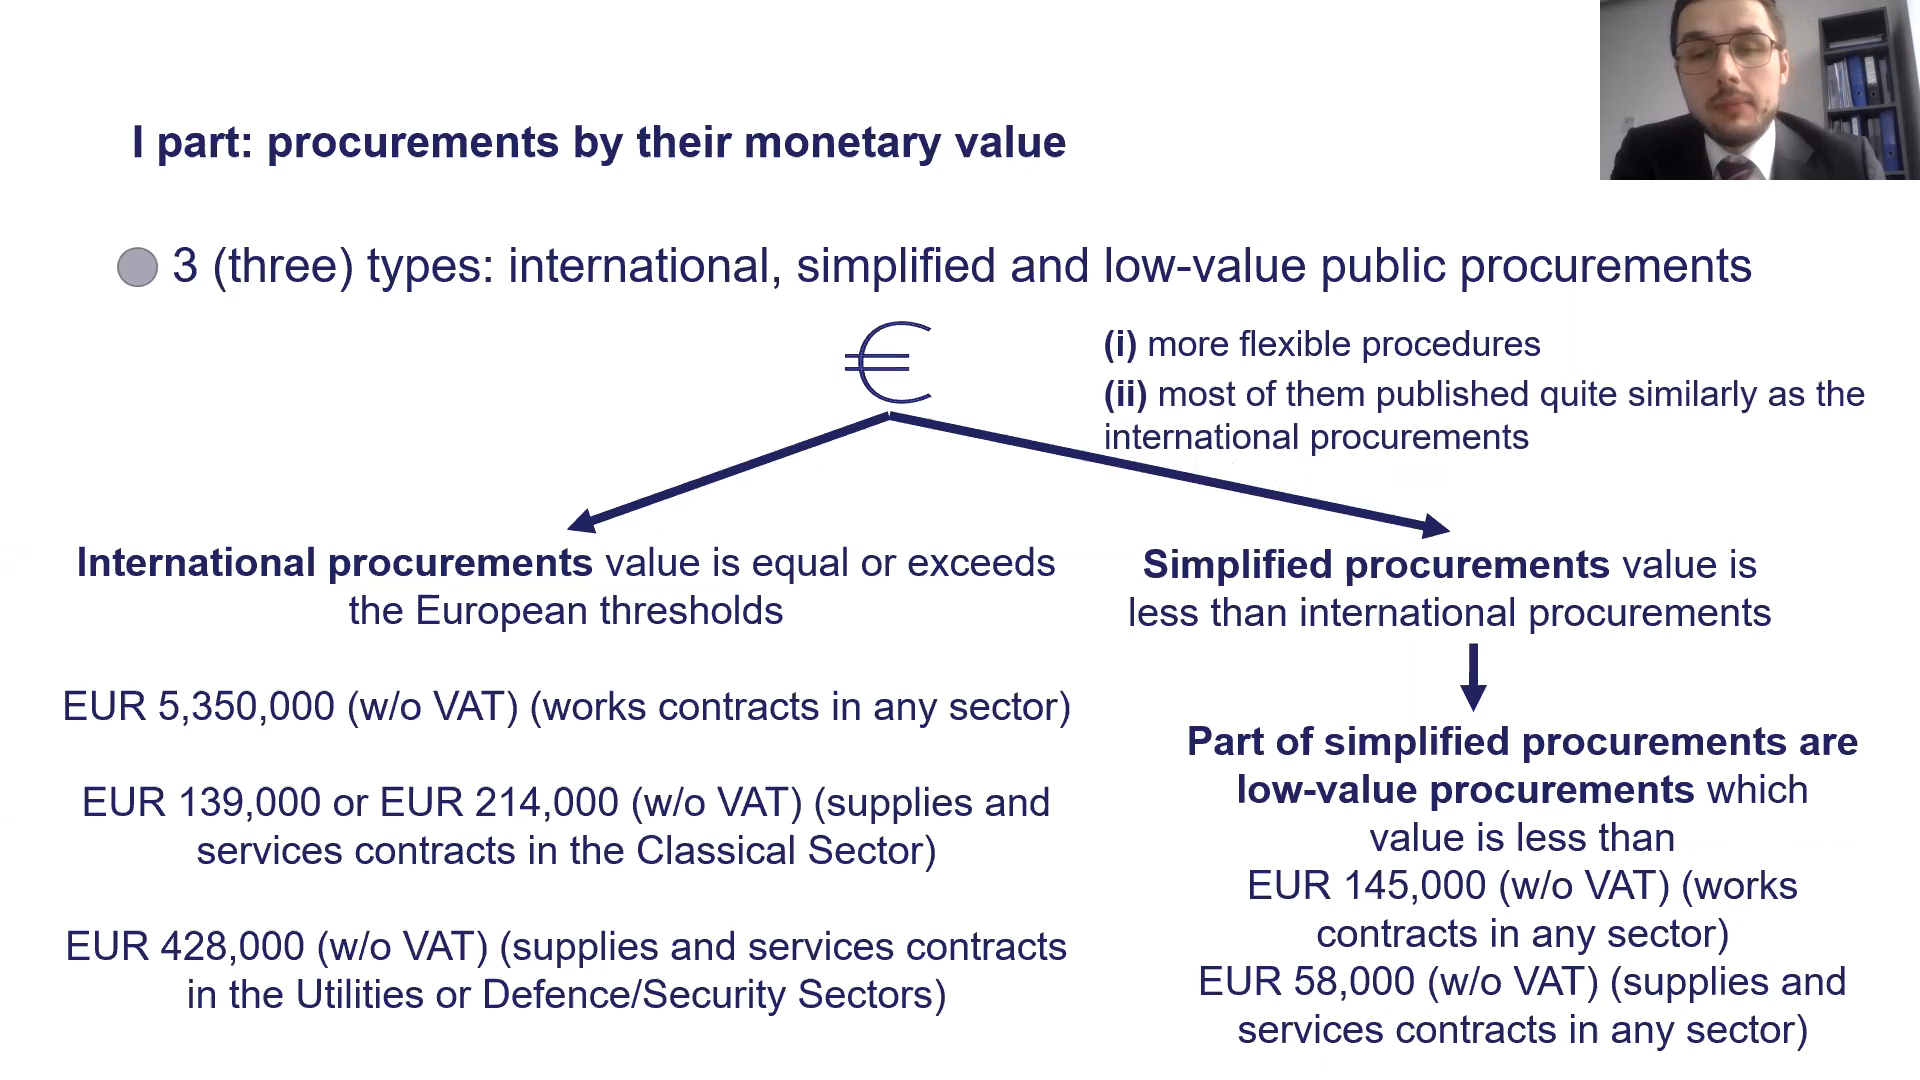 I part: procurements by their monetary value
3 (three) types: international, simplified and low-value public procurements
€
(i) more flexible procedures
(ii) most of them published quite similarly as the
international procurements
International procurements value is equal or exceeds
the European thresholds
EUR 5,350,000 (w/o VAT) (works contracts in any sector)
EUR 139,000 or EUR 214,000 (w/o VAT) (supplies and
services contracts in the Classical Sector)
EUR 428,000 (w/o VAT) (supplies and services contracts
in the Utilities or Defence/Security Sectors)
Simplified procurements value is
less than international procurements
Part of simplified procurements are
low-value procurements which
value is less than
EUR 145,000 (w/o VAT) (works
contracts in any sector)
EUR 58,000 (w/o VAT) (supplies and
services contracts in any sector)